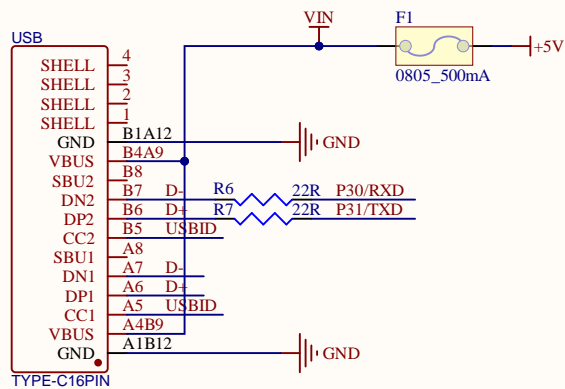 VIN
F1
USB
+5V
0805_500mA
SHELL 4
SHELL 3
SHELL 2
SHELL 1
GND B1A12 GND
VBUS B4A9
SBU2 B8
DN2 B7 D- R6 22R P30/RXD
DP2 B6 D+ R7 22R P31/TXD
CC2 B5 USBID
SBU1 A8
DN1 A7 D-
DP1 A6 D+
CC1 A5 USBID
VBUS A4B9
GND A1B12 GND
TYPE-C16PIN